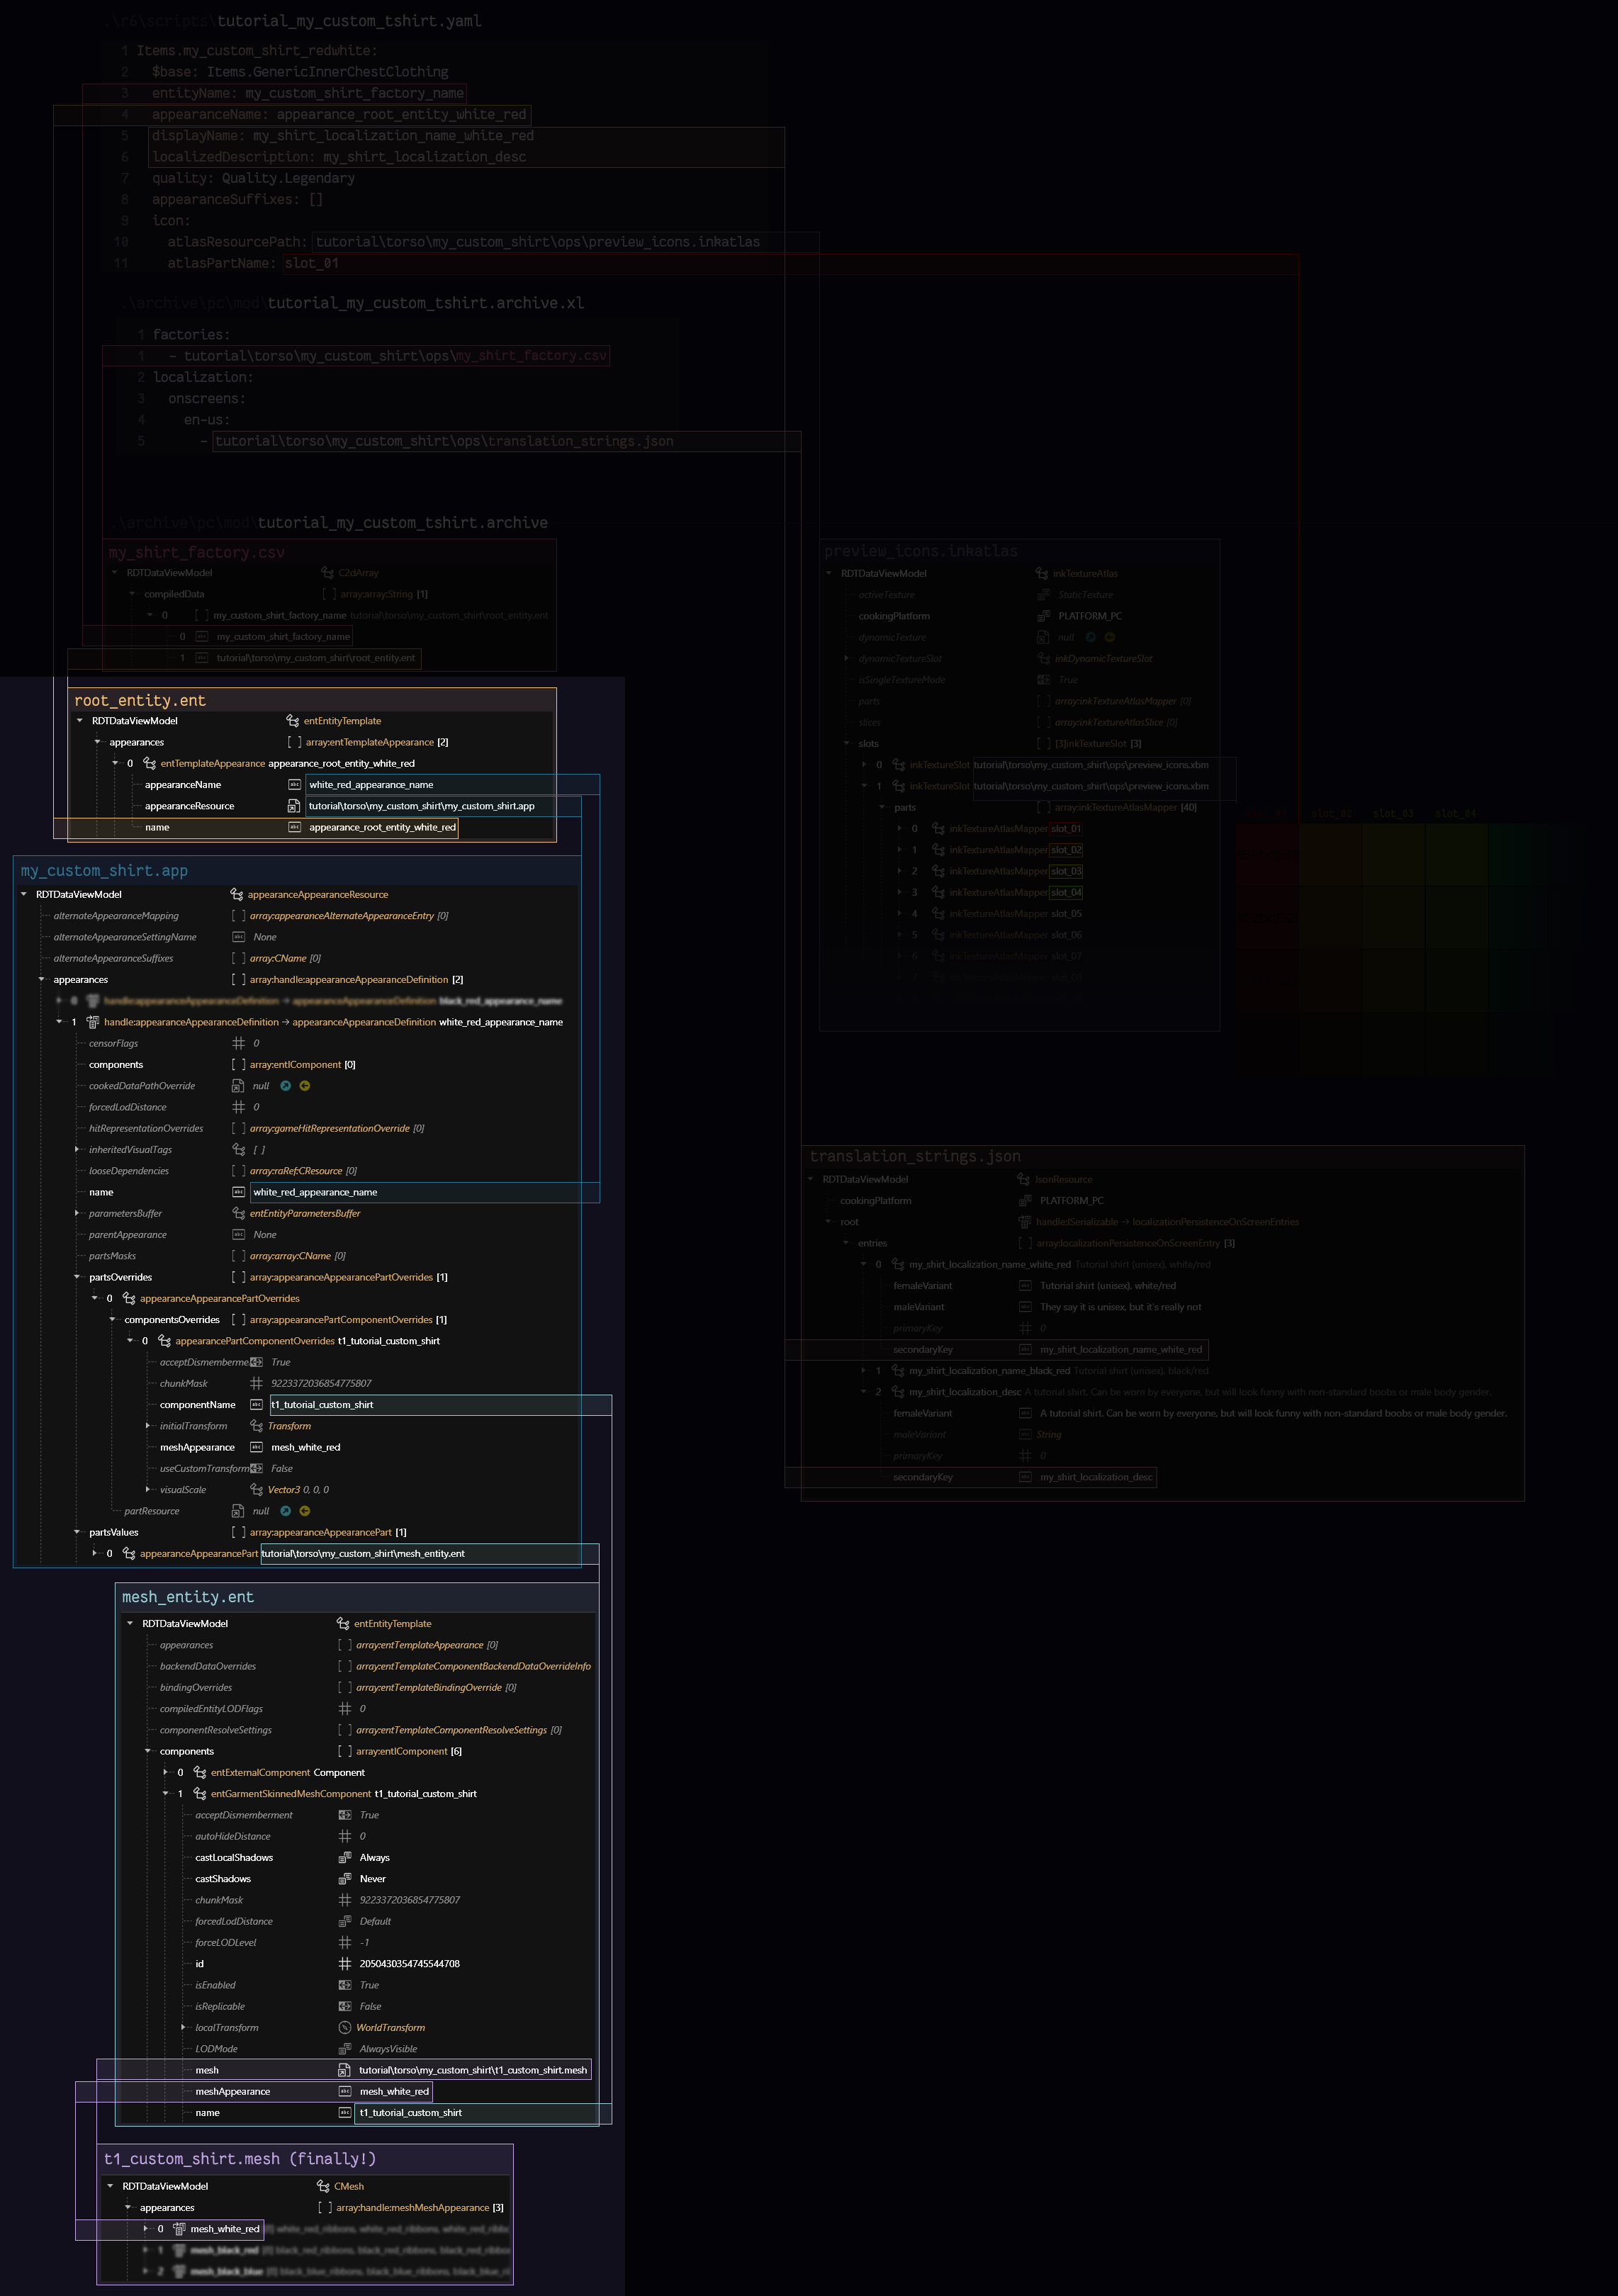 .\r6\scripts\tutorial_my_custom_tshirt.yaml
1 Items.my_custom_shirt_redwhite:
2 $base: Items.GenericInnerChestClothing
3 entityName: my_custom_shirt_factory_name
4 appearanceName: appearance_root_entity_white_red
5 displayName: my_shirt_localization_name_white_red
6 localizedDescription: my_shirt_localization_desc
7 quality: Quality.Legendary
8 appearanceSuffixes: []
9 icon:
10 atlasResourcePath: tutorial\torso\my_custom_shirt\ops\preview_icons.inkatlas
11 atlasPartName: slot_01
.\archive\pc\mod\tutorial_my_custom_tshirt.archive.xl
1 factories:
1 - tutorial\torso\my_custom_shirt\ops\my_shirt_factory.csv
2 localization:
3 onscreens:
4 en-us:
5 - tutorial\torso\my_custom_shirt\ops\translation_strings.json
.\archive\pc\mod\tutorial_my_custom_tshirt.archive
my_shirt_factory.csv
RDTDataViewModel C2dArray
compiledData [ ] array:array:String [1]
0 [ ] my_custom_shirt_factory_name tutorial\torso\my_custom_shirt\root_entity.ent
0 abc my_custom_shirt_factory_name
1 abc tutorial\torso\my_custom_shirt\root_entity.ent
root_entity.ent
RDTDataViewModel entEntityTemplate
appearances [ ] array:entTemplateAppearance [2]
0 entTemplateAppearance appearance_root_entity_white_red
appearanceName abc white_red_appearance_name
appearanceResource tutorial\torso\my_custom_shirt\my_custom_shirt.app
name abc appearance_root_entity_white_red
my_custom_shirt.app
RDTDataViewModel appearanceAppearanceResource
alternateAppearanceMapping [ ] array:appearanceAlternateAppearanceEntry [0]
alternateAppearanceSettingName abc None
alternateAppearanceSuffixes [ ] array:CName [0]
appearances [ ] array:handle:appearanceAppearanceDefinition [2]
0 handle:appearanceAppearanceDefinition → appearanceAppearanceDefinition black_red_appearance_name
1 handle:appearanceAppearanceDefinition → appearanceAppearanceDefinition white_red_appearance_name
censorFlags # 0
components [ ] array:entIComponent [0]
cookedDataPathOverride null
forcedLodDistance # 0
hitRepresentationOverrides [ ] array:gameHitRepresentationOverride [0]
inheritedVisualTags [ ]
looseDependencies [ ] array:raRef:CResource [0]
name abc white_red_appearance_name
parametersBuffer entEntityParametersBuffer
parentAppearance abc None
partsMasks [ ] array:array:CName [0]
partsOverrides [ ] array:appearanceAppearancePartOverrides [1]
0 appearanceAppearancePartOverrides
componentsOverrides [ ] array:appearancePartComponentOverrides [1]
0 appearancePartComponentOverrides t1_tutorial_custom_shirt
acceptDismemberme True
chunkMask # 9223372036854775807
componentName abc t1_tutorial_custom_shirt
initialTransform Transform
meshAppearance abc mesh_white_red
useCustomTransform False
visualScale Vector3 0, 0, 0
partResource null
partsValues [ ] array:appearanceAppearancePart [1]
0 appearanceAppearancePart tutorial\torso\my_custom_shirt\mesh_entity.ent
mesh_entity.ent
RDTDataViewModel entEntityTemplate
appearances [ ] array:entTemplateAppearance [0]
backendDataOverrides [ ] array:entTemplateComponentBackendDataOverrideInfo
bindingOverrides [ ] array:entTemplateBindingOverride [0]
compiledEntityLODFlags # 0
componentResolveSettings [ ] array:entTemplateComponentResolveSettings [0]
components [ ] array:entIComponent [6]
0 entExternalComponent Component
1 entGarmentSkinnedMeshComponent t1_tutorial_custom_shirt
acceptDismemberment True
autoHideDistance # 0
castLocalShadows Always
castShadows Never
chunkMask # 9223372036854775807
forcedLodDistance Default
forceLODLevel # -1
id # 2050430354745544708
isEnabled True
isReplicable False
localTransform WorldTransform
LODMode AlwaysVisible
mesh tutorial\torso\my_custom_shirt\t1_custom_shirt.mesh
meshAppearance abc mesh_white_red
name abc t1_tutorial_custom_shirt
t1_custom_shirt.mesh (finally!)
RDTDataViewModel CMesh
appearances [ ] array:handle:meshMeshAppearance [3]
0 mesh_white_red white_red_ribbons, white_red_ribbons, white_red_ribbo
1 mesh_black_red black_red_ribbons, black_red_ribbons, black_red_ribbo
2 mesh_black_blue black_blue_ribbons, black_blue_ribbons, black_blue_ri
preview_icons.inkatlas
RDTDataViewModel inkTextureAtlas
activeTexture StaticTexture
cookingPlatform PLATFORM_PC
dynamicTexture null
dynamicTextureSlot inkDynamicTextureSlot
isSingleTextureMode True
parts [ ] array:inkTextureAtlasMapper [0]
slices [ ] array:inkTextureAtlasSlice [0]
slots [ ] [3]inkTextureSlot [3]
0 inkTextureSlot tutorial\torso\my_custom_shirt\ops\preview_icons.xbm
1 inkTextureSlot tutorial\torso\my_custom_shirt\ops\preview_icons.xbm
parts [ ] array:inkTextureAtlasMapper [40]
0 inkTextureAtlasMapper slot_01
1 inkTextureAtlasMapper slot_02
2 inkTextureAtlasMapper slot_03
3 inkTextureAtlasMapper slot_04
4 inkTextureAtlasMapper slot_05
5 inkTextureAtlasMapper slot_06
6 inkTextureAtlasMapper slot_07
slot_02 slot_03 slot_04
translation_strings.json
RDTDataViewModel JsonResource
cookingPlatform PLATFORM_PC
root handle:ISerializable → localizationPersistenceOnScreenEntries
entries [ ] array:localizationPersistenceOnScreenEntry [3]
0 my_shirt_localization_name_white_red Tutorial shirt (unisex), white/red
femaleVariant abc Tutorial shirt (unisex), white/red
maleVariant abc They say it is unisex, but it's really not
primaryKey # 0
secondaryKey abc my_shirt_localization_name_white_red
1 my_shirt_localization_name_black_red Tutorial shirt (unisex), black/red
2 my_shirt_localization_desc A tutorial shirt. Can be worn by everyone, but will look funny with non-standard boobs or male body gender.
femaleVariant abc A tutorial shirt. Can be worn by everyone, but will look funny with non-standard boobs or male body gender.
maleVariant abc String
primaryKey # 0
secondaryKey abc my_shirt_localization_desc